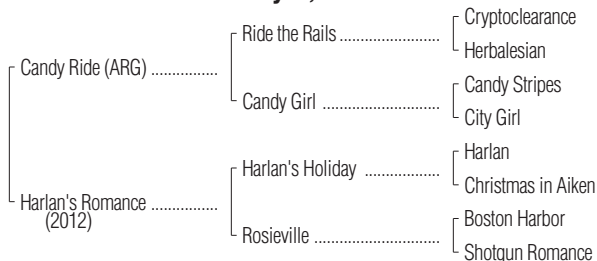 Cryptoclearance
Ride the Rails ......................
Herbalesian
Candy Ride (ARG) ..............
Candy Stripes
Candy Girl .........................
City Girl
Harlan
Harlan's Holiday ................
Christmas in Aiken
Harlan's Romance ..............
(2012)
Boston Harbor
Rosieville ...........................
Shotgun Romance